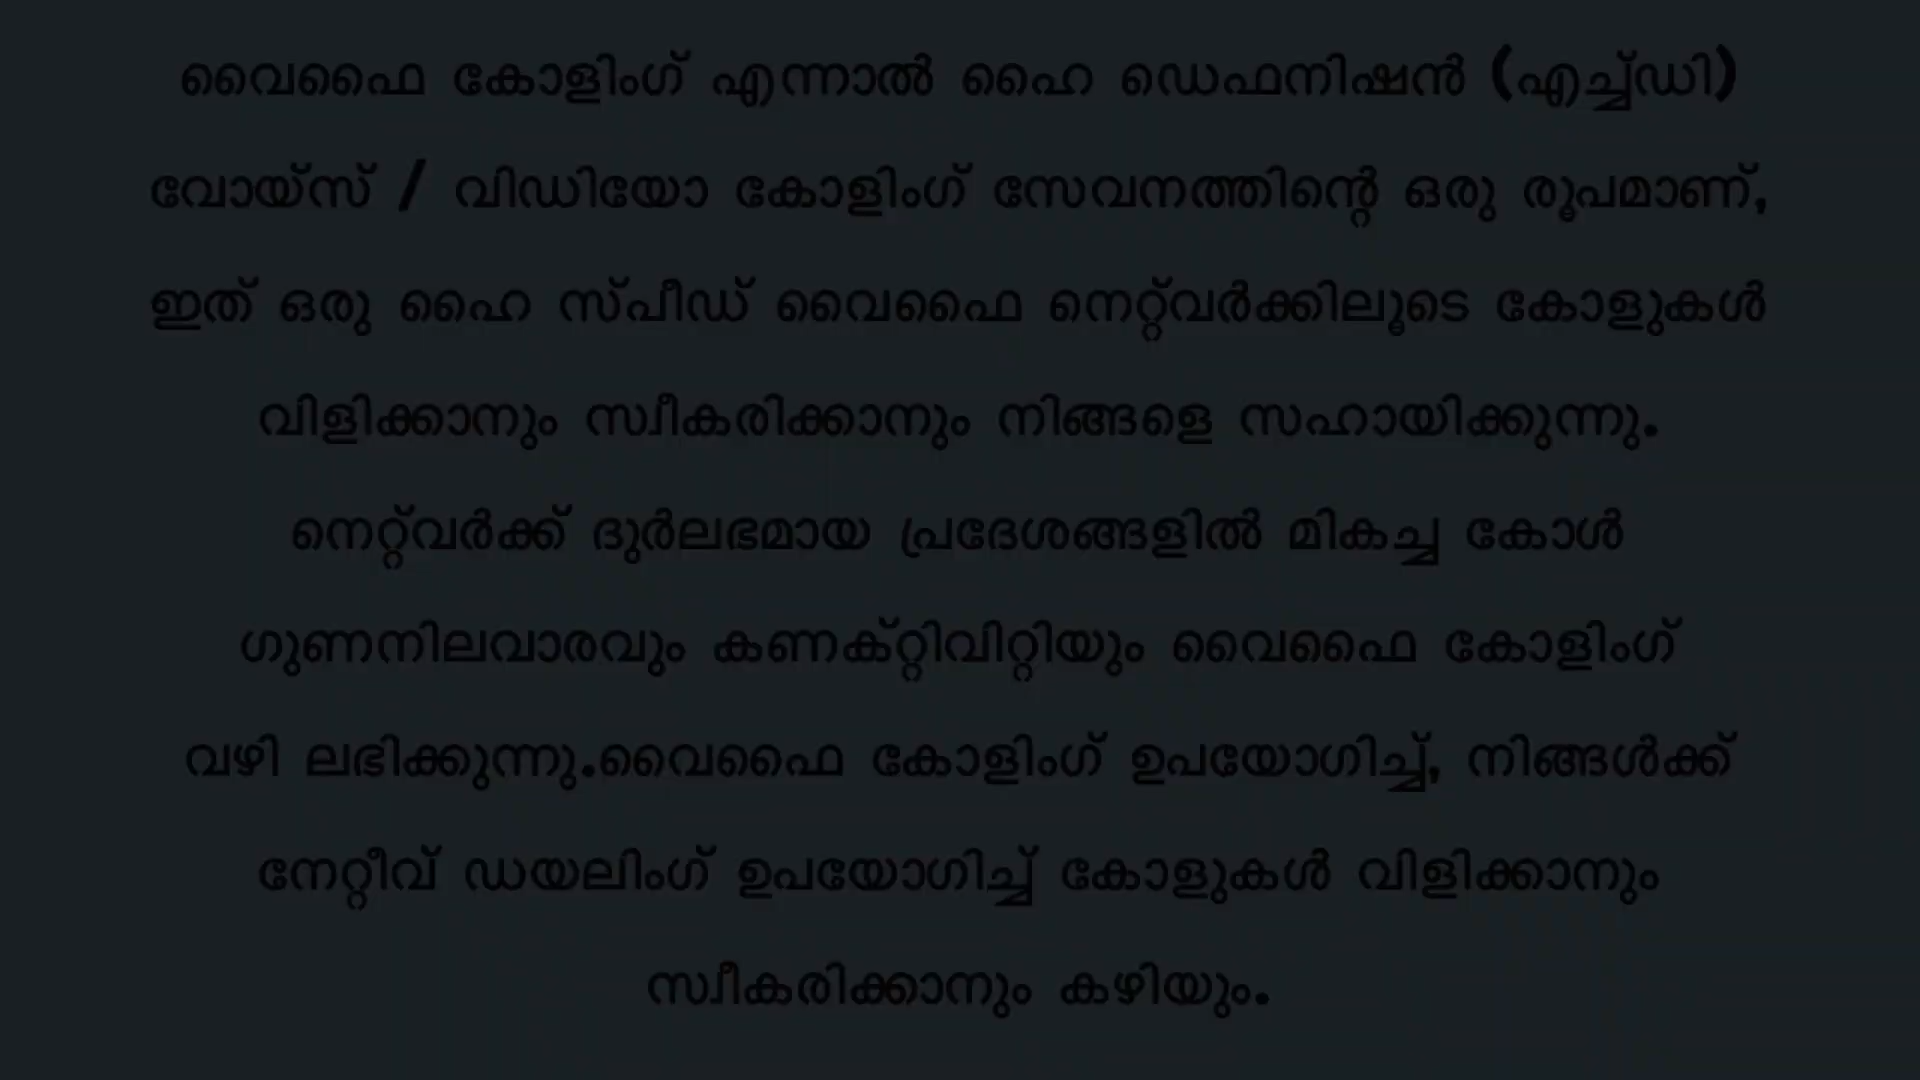 വൈഫൈ കോളിംഗ് എന്നാൽ ഹൈ ഡെഫനിഷൻ (എച്ച്ഡി)
വോയ്സ് / വിഡിയോ കോളിംഗ് സേവനത്തിന്റെ ഒരു രൂപമാണ്,
ഇത് ഒരു ഹൈ സ്പീഡ് വൈഫൈ നെറ്റ്‌വർക്കിലൂടെ കോളുകൾ
വിളിക്കാനും സ്വീകരിക്കാനും നിങ്ങളെ സഹായിക്കുന്നു.
നെറ്റ്‌വർക്ക് ദുർലഭമായ പ്രദേശങ്ങളിൽ മികച്ച കോൾ
ഗുണനിലവാരവും കണക്റ്റിവിറ്റിയും വൈഫൈ കോളിംഗ്
വഴി ലഭിക്കുന്നു.വൈഫൈ കോളിംഗ് ഉപയോഗിച്ച്, നിങ്ങൾക്ക്
നേറ്റീവ് ഡയലിംഗ് ഉപയോഗിച്ച് കോളുകൾ വിളിക്കാനും
സ്വീകരിക്കാനും കഴിയും.